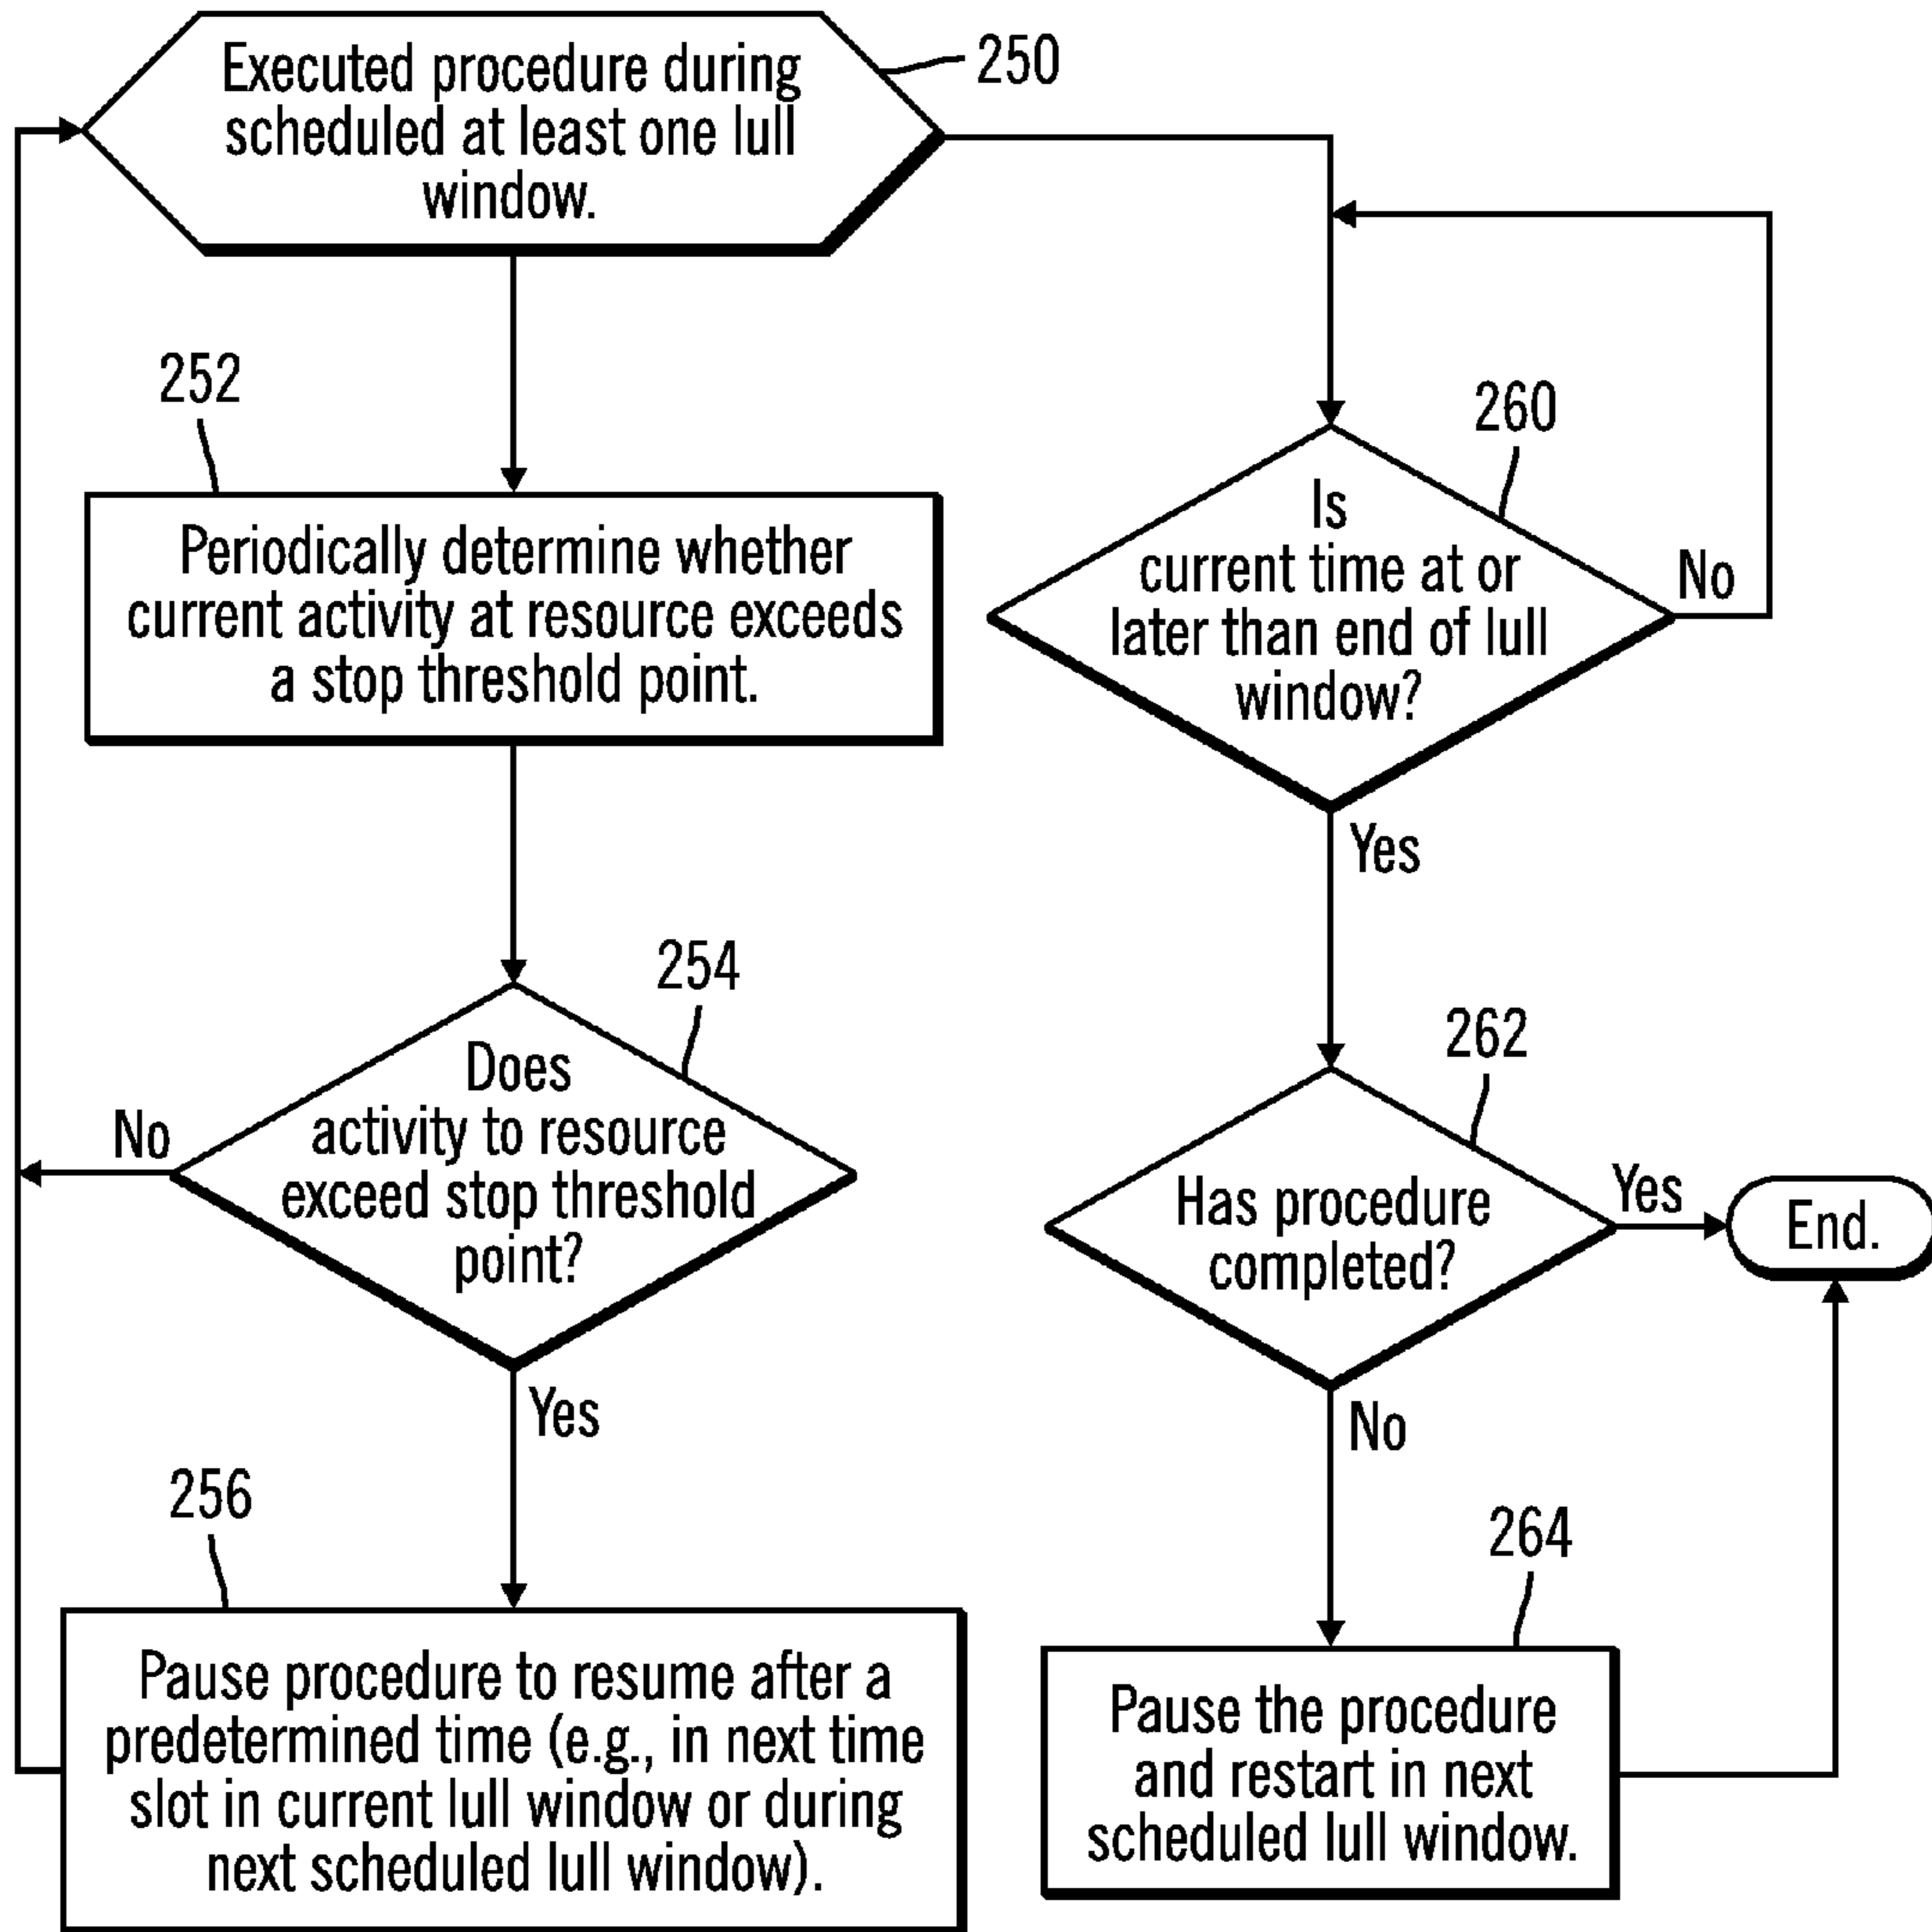 Executed procedure during
scheduled at least one lull
window.
250
252
Periodically determine whether
current activity at resource exceeds
a stop threshold point.
254
Does
activity to resource
exceed stop threshold
point?
No
Yes
256
Pause procedure to resume after a
predetermined time (e.g., in next time
slot in current lull window or during
next scheduled lull window).
260
Is
current time at or
later than end of lull
window?
No
Yes
262
Has procedure
completed?
Yes
End.
No
264
Pause the procedure
and restart in next
scheduled lull window.